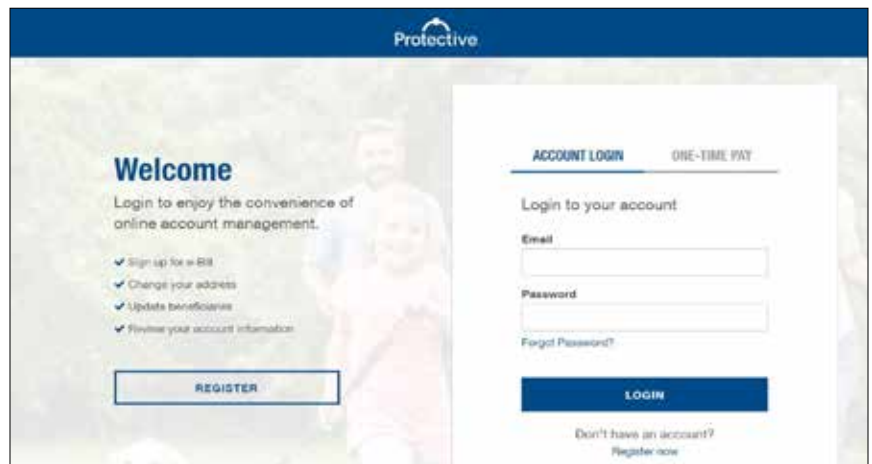 Protective
Welcome
Login to enjoy the convenience of
online account management.
Sign up for e-Bill
Change your address
Update beneficiaries
Review your account information
REGISTER
ACCOUNT LOGIN
ONE-TIME PAY
Login to your account
Email
Password
Forgot Password?
LOGIN
Don't have an account?
Register now